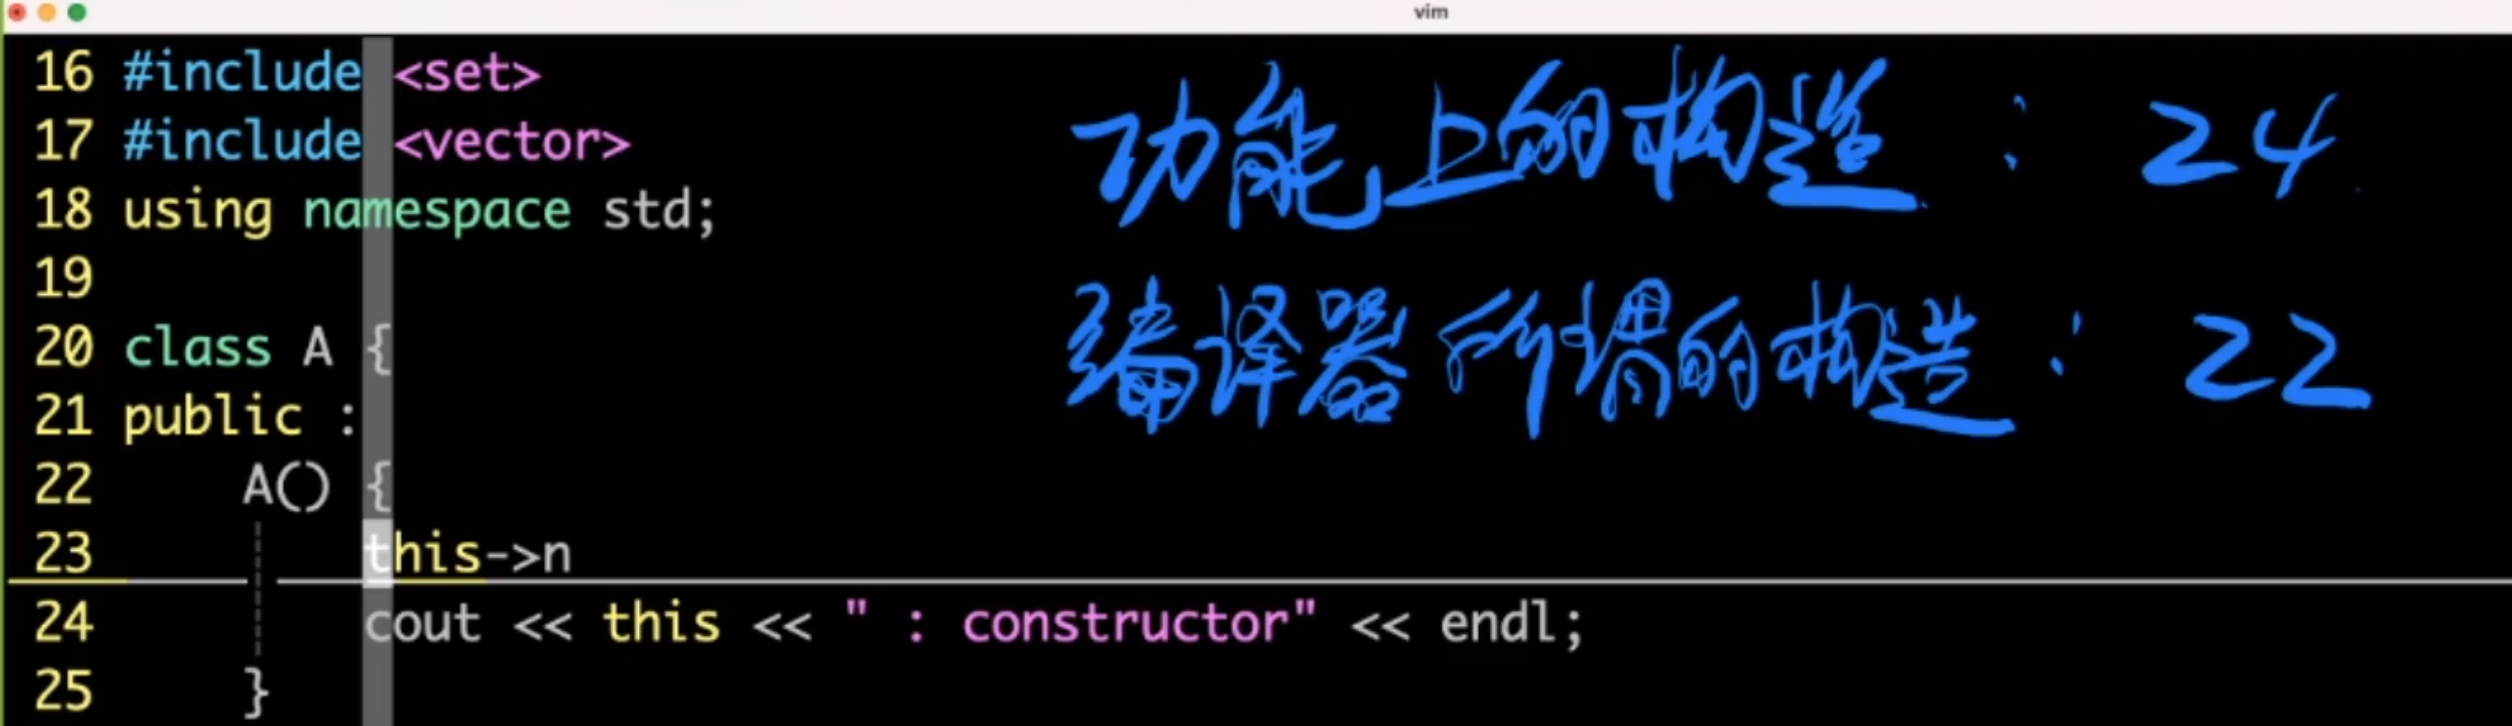 vim
16 #include <set>
17 #include <vector>
18 using namespace std;
19
20 class A {
21 public :
22 A() {
23 this->n
24 cout << this << " : constructor" << endl;
25 }
功能上的构造 : 24
编译器所谓的构造 : 22